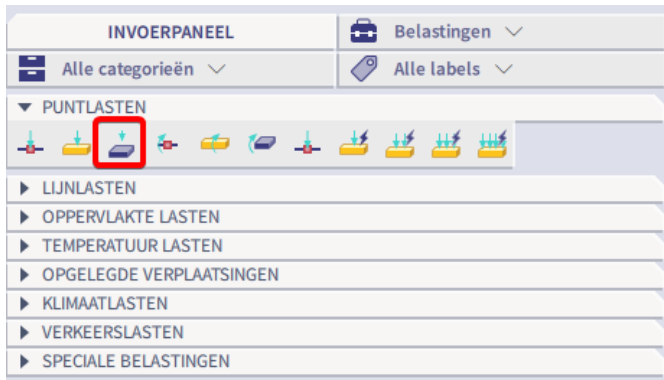 INVOERPANEEL
Belastingen
Alle categorieën
Alle labels
PUNTLASTEN
LIJNLASTEN
OPPERVLAKTE LASTEN
TEMPERATUUR LASTEN
OPGELEGDE VERPLAATSINGEN
KLIMAATLASTEN
VERKEERSLASTEN
SPECIALE BELASTINGEN